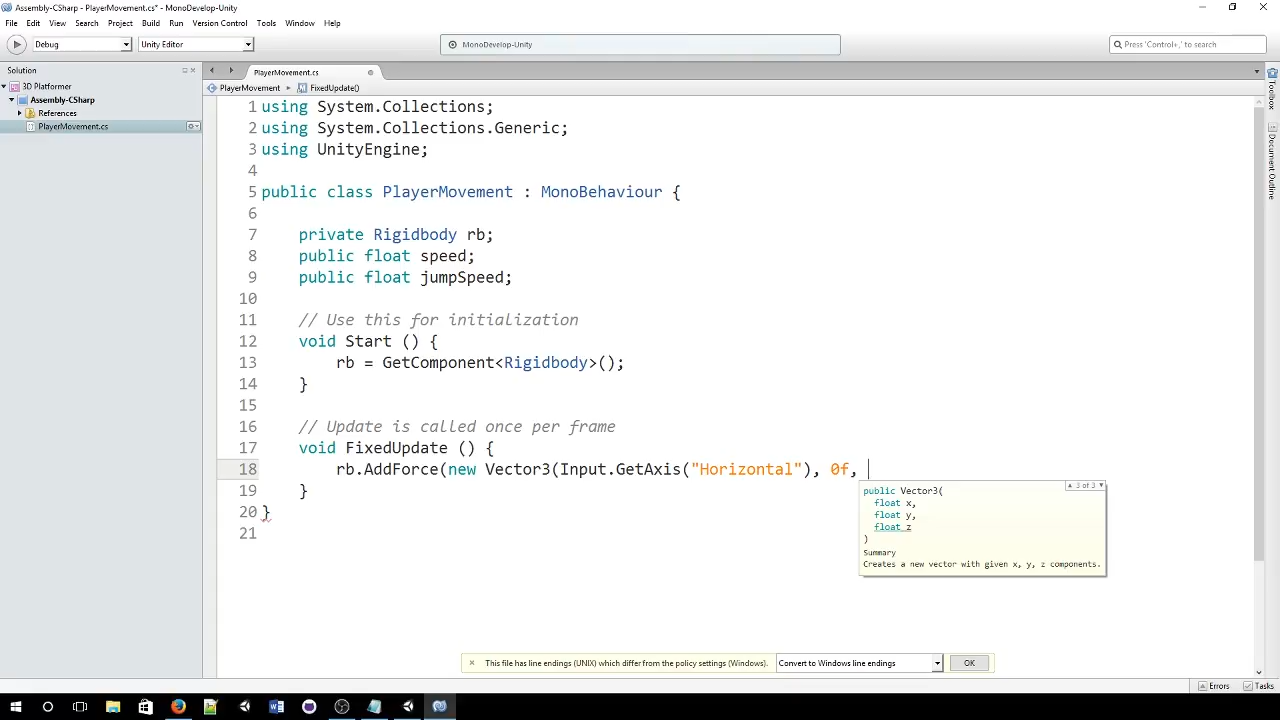 Assembly-CSharp - PlayerMovement.cs* - MonoDevelop-Unity
File Edit View Search Project Build Run Version Control Tools Window Help
Debug Unity Editor MonoDevelop-Unity Press 'Control+,' to search
Solution PlayerMovement.cs
3D Platformer PlayerMovement FixedUpdate()
Assembly-CSharp
References
PlayerMovement.cs
1 using System.Collections;
2 using System.Collections.Generic;
3 using UnityEngine;
4
5 public class PlayerMovement : MonoBehaviour {
6
7 private Rigidbody rb;
8 public float speed;
9 public float jumpSpeed;
10
11 // Use this for initialization
12 void Start () {
13 rb = GetComponent<Rigidbody>();
14 }
15
16 // Update is called once per frame
17 void FixedUpdate () {
18 rb.AddForce(new Vector3(Input.GetAxis("Horizontal"), 0f,
19 }
20 }
21
3 of 3
public Vector3(
float x,
float y,
float z
)
Summary
Creates a new vector with given x, y, z components.
Toolbox
Document Outline
This file has line endings (UNIX) which differ from the policy settings (Windows). Convert to Windows line endings OK
Errors Tasks